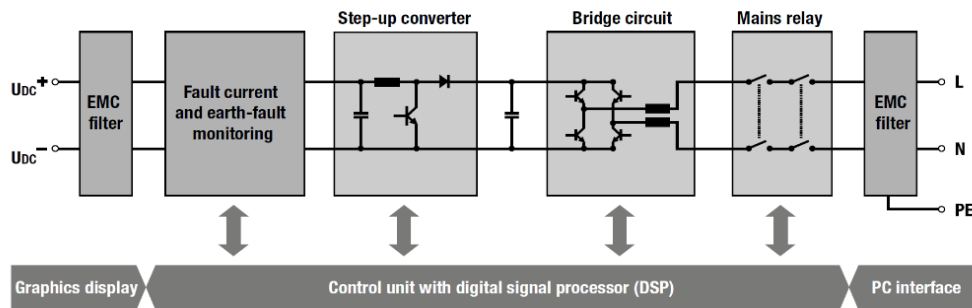 Step-up converter
Bridge circuit
Mains relay
UDC+
UDC−
EMC
filter
Fault current
and earth-fault
monitoring
EMC
filter
L
N
PE
Graphics display
Control unit with digital signal processor (DSP)
PC interface